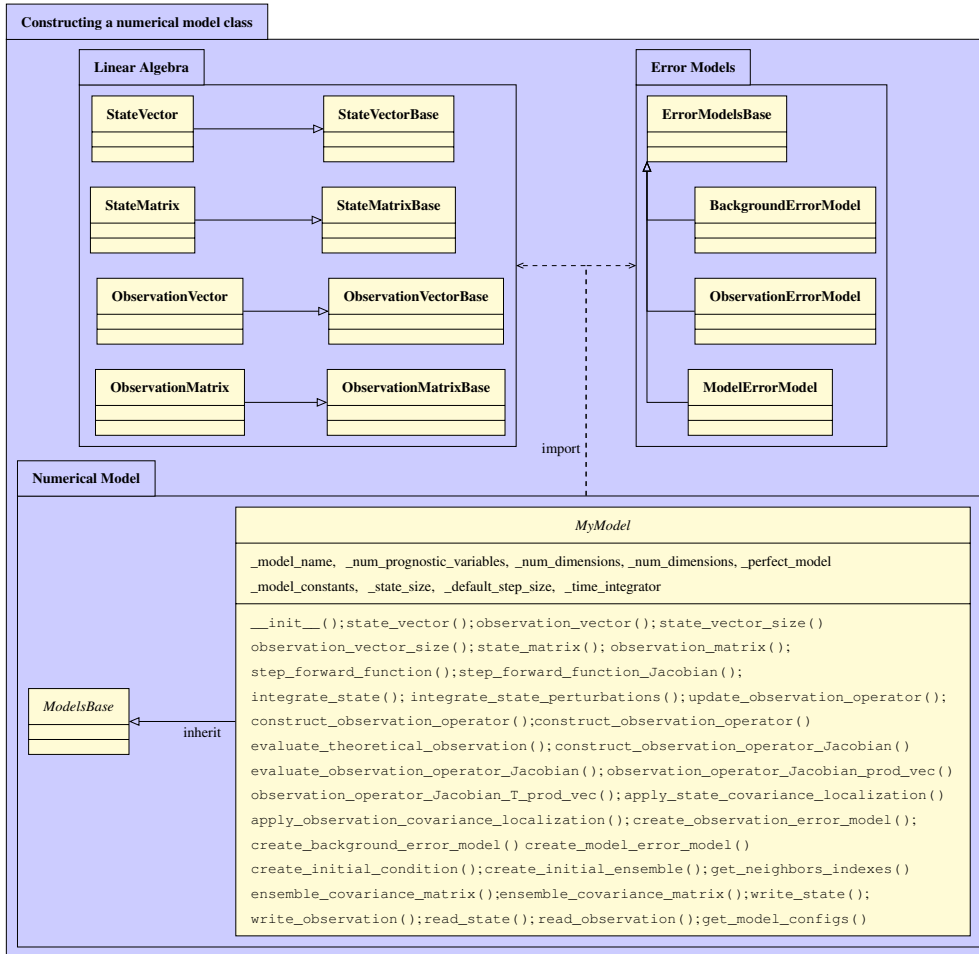 Constructing a numerical model class
Linear Algebra
StateVector
StateVectorBase
StateMatrix
StateMatrixBase
ObservationVector
ObservationVectorBase
ObservationMatrix
ObservationMatrixBase
Error Models
ErrorModelsBase
BackgroundErrorModel
ObservationErrorModel
ModelErrorModel
import
Numerical Model
ModelsBase
inherit
MyModel
_model_name, _num_prognostic_variables, _num_dimensions, _num_dimensions, _perfect_model
_model_constants, _state_size, _default_step_size, _time_integrator
__init__();state_vector();observation_vector();state_vector_size()
observation_vector_size();state_matrix(); observation_matrix();
step_forward_function();step_forward_function_Jacobian();
integrate_state(); integrate_state_perturbations();update_observation_operator();
construct_observation_operator();construct_observation_operator()
evaluate_theoretical_observation();construct_observation_operator_Jacobian()
evaluate_observation_operator_Jacobian();observation_operator_Jacobian_prod_vec()
observation_operator_Jacobian_T_prod_vec();apply_state_covariance_localization()
apply_observation_covariance_localization();create_observation_error_model();
create_background_error_model() create_model_error_model()
create_initial_condition();create_initial_ensemble();get_neighbors_indexes()
ensemble_covariance_matrix();ensemble_covariance_matrix();write_state();
write_observation();read_state();read_observation();get_model_configs()